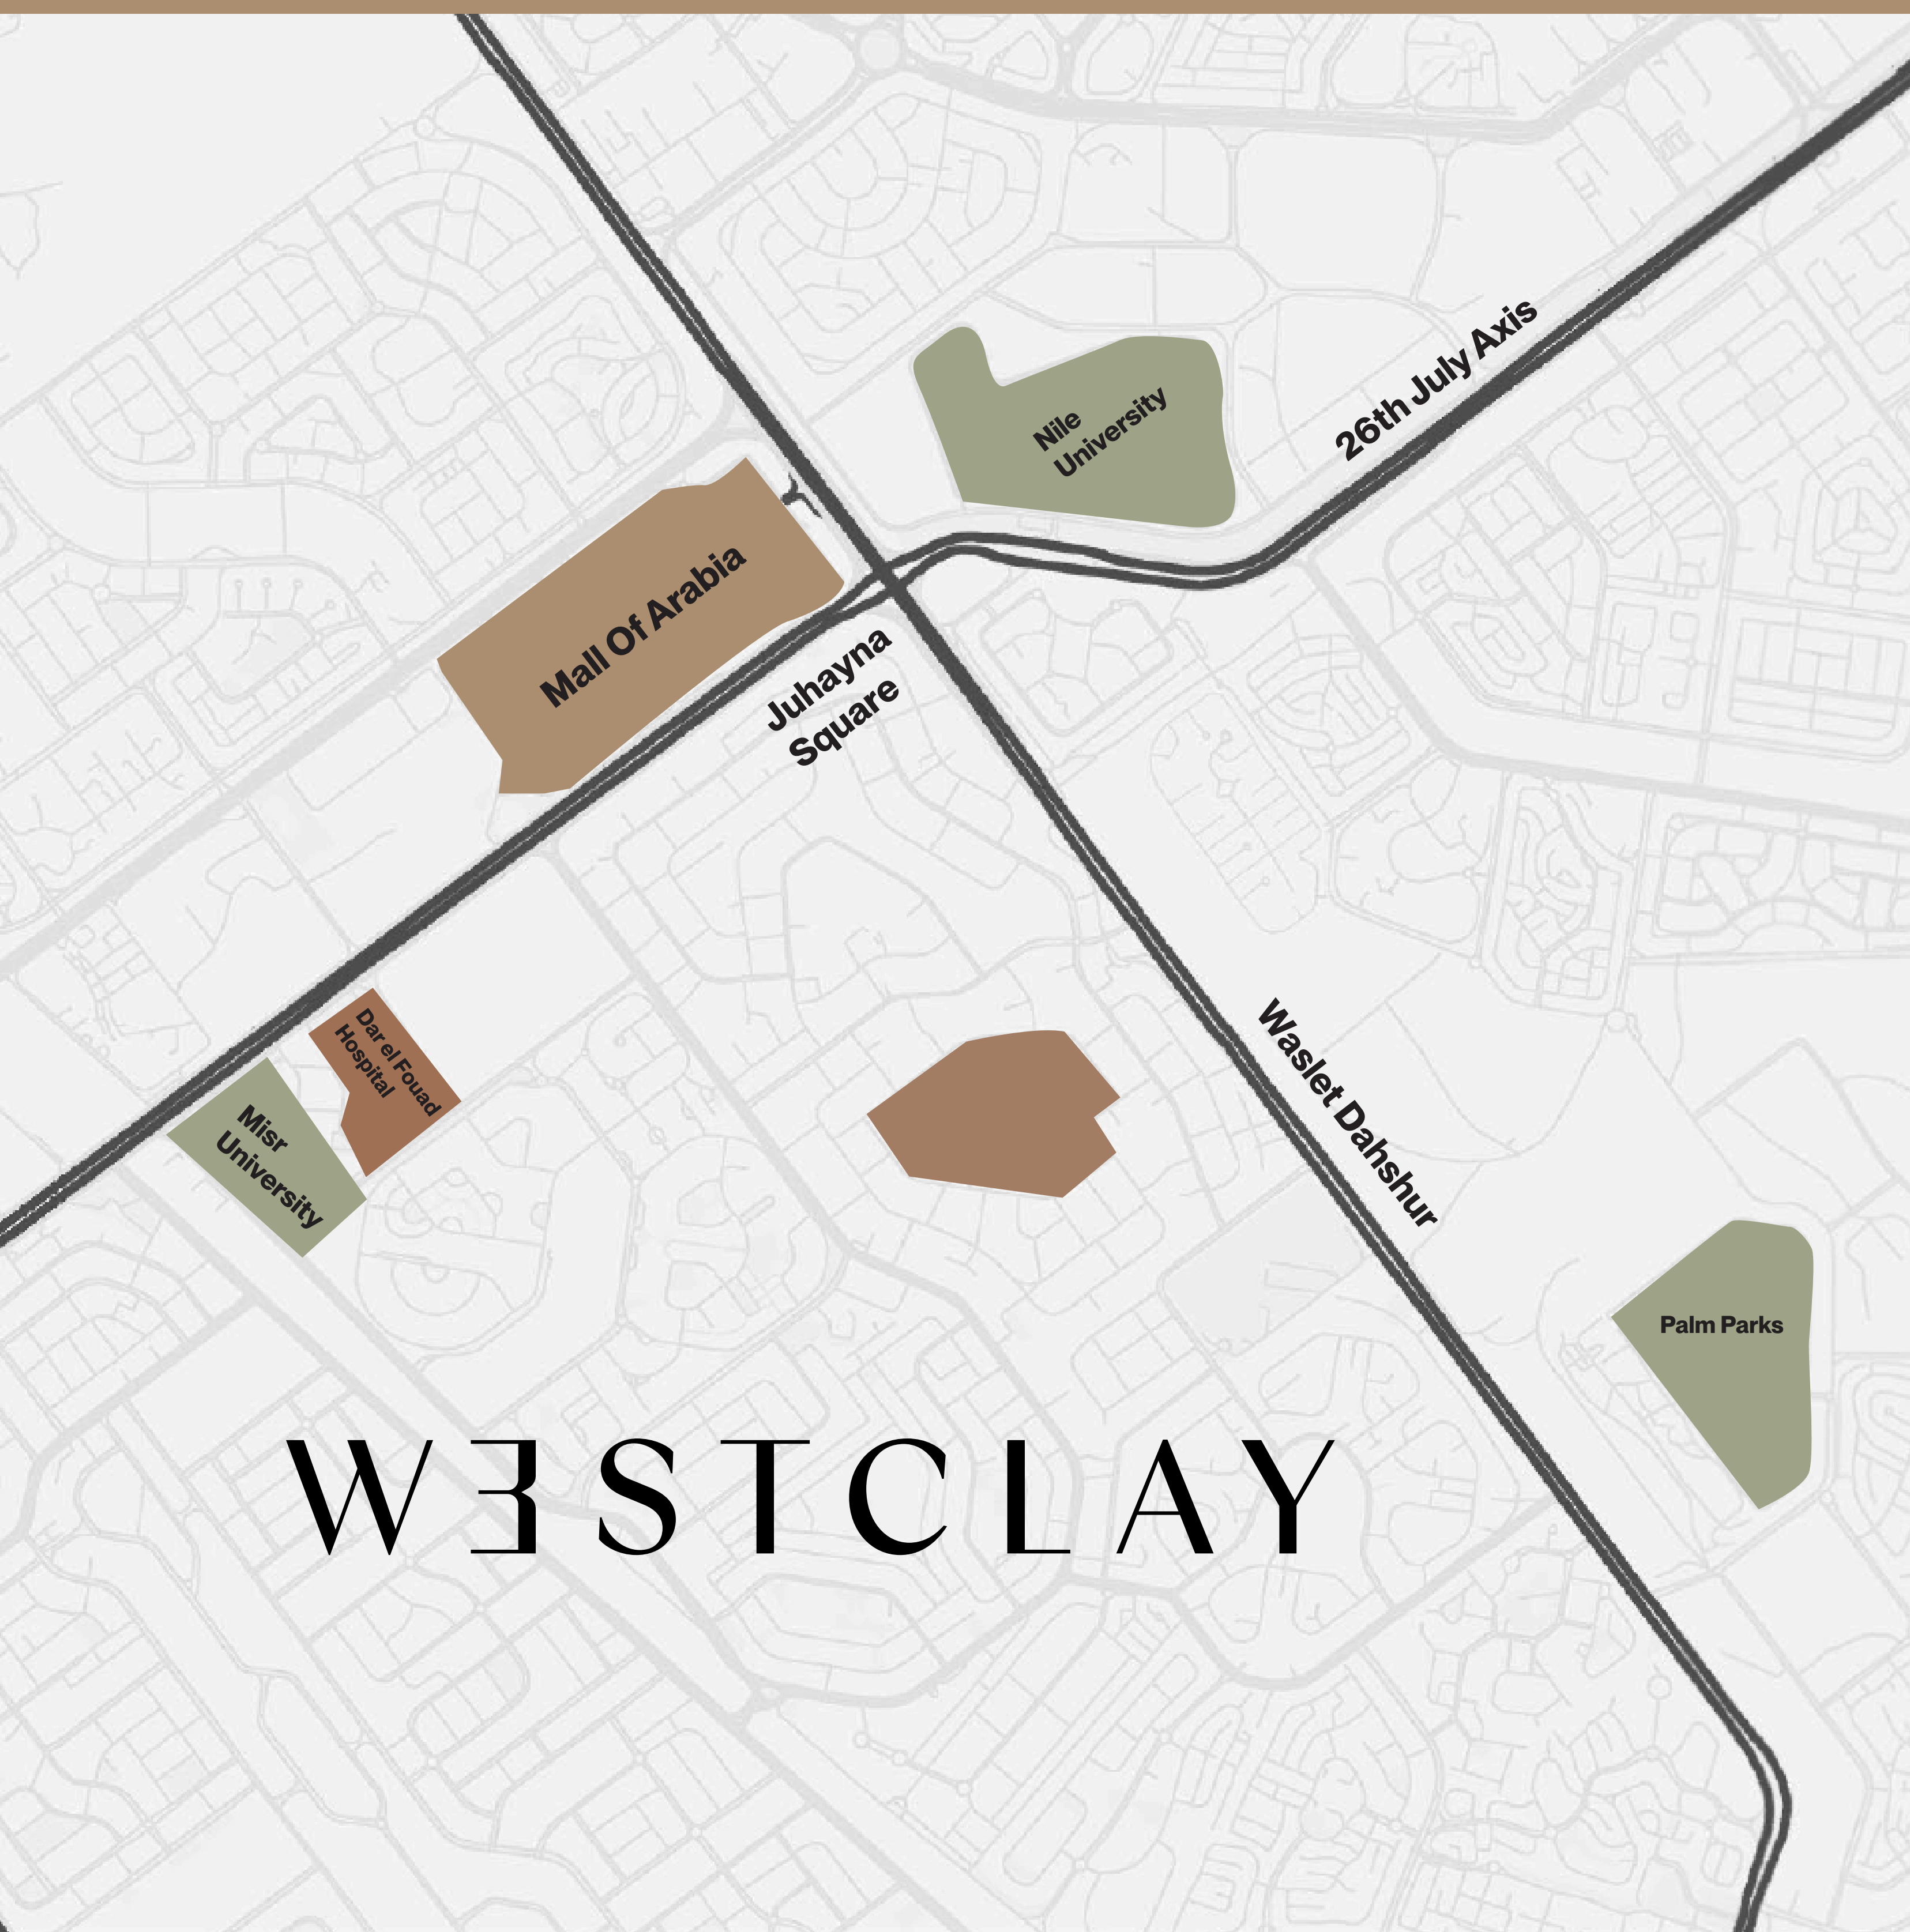 26th July Axis
Nile
University
Mall Of Arabia
Juhayna
Square
Dar el Fouad
Hospital
Misr
University
Waslet Dahshur
Palm Parks
WESTCLAY